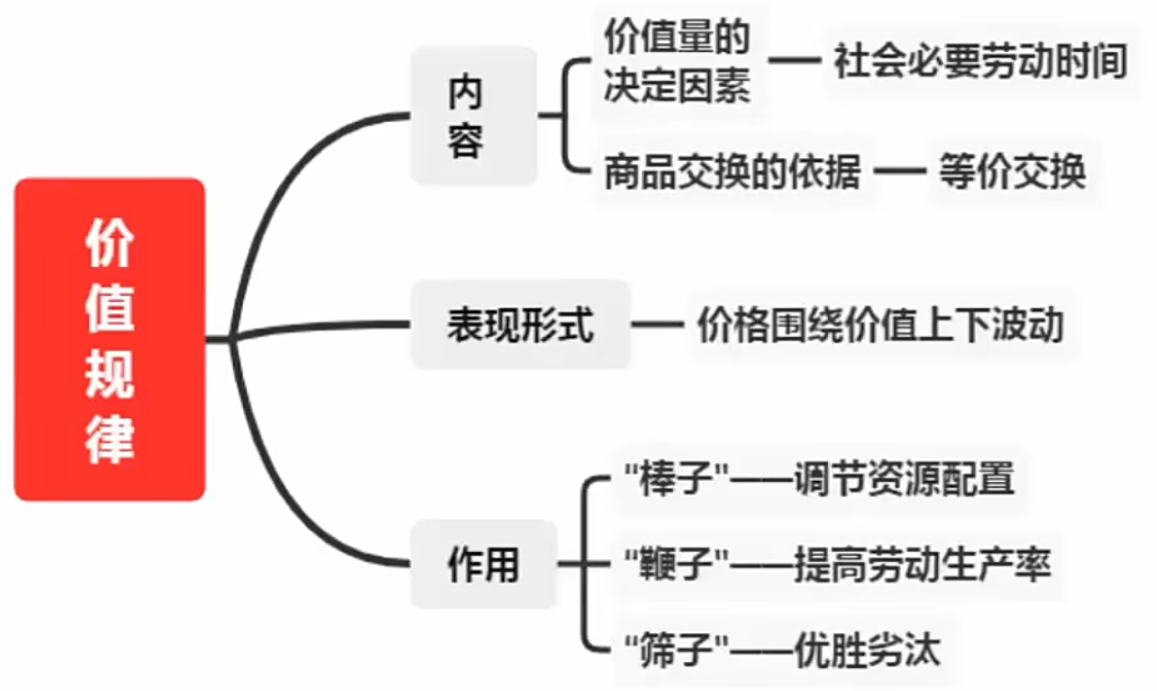 价
值
规
律
内
容
价值量的
决定因素
社会必要劳动时间
商品交换的依据
等价交换
表现形式
价格围绕价值上下波动
作用
“棒子"——调节资源配置
“鞭子"——提高劳动生产率
“筛子"——优胜劣汰